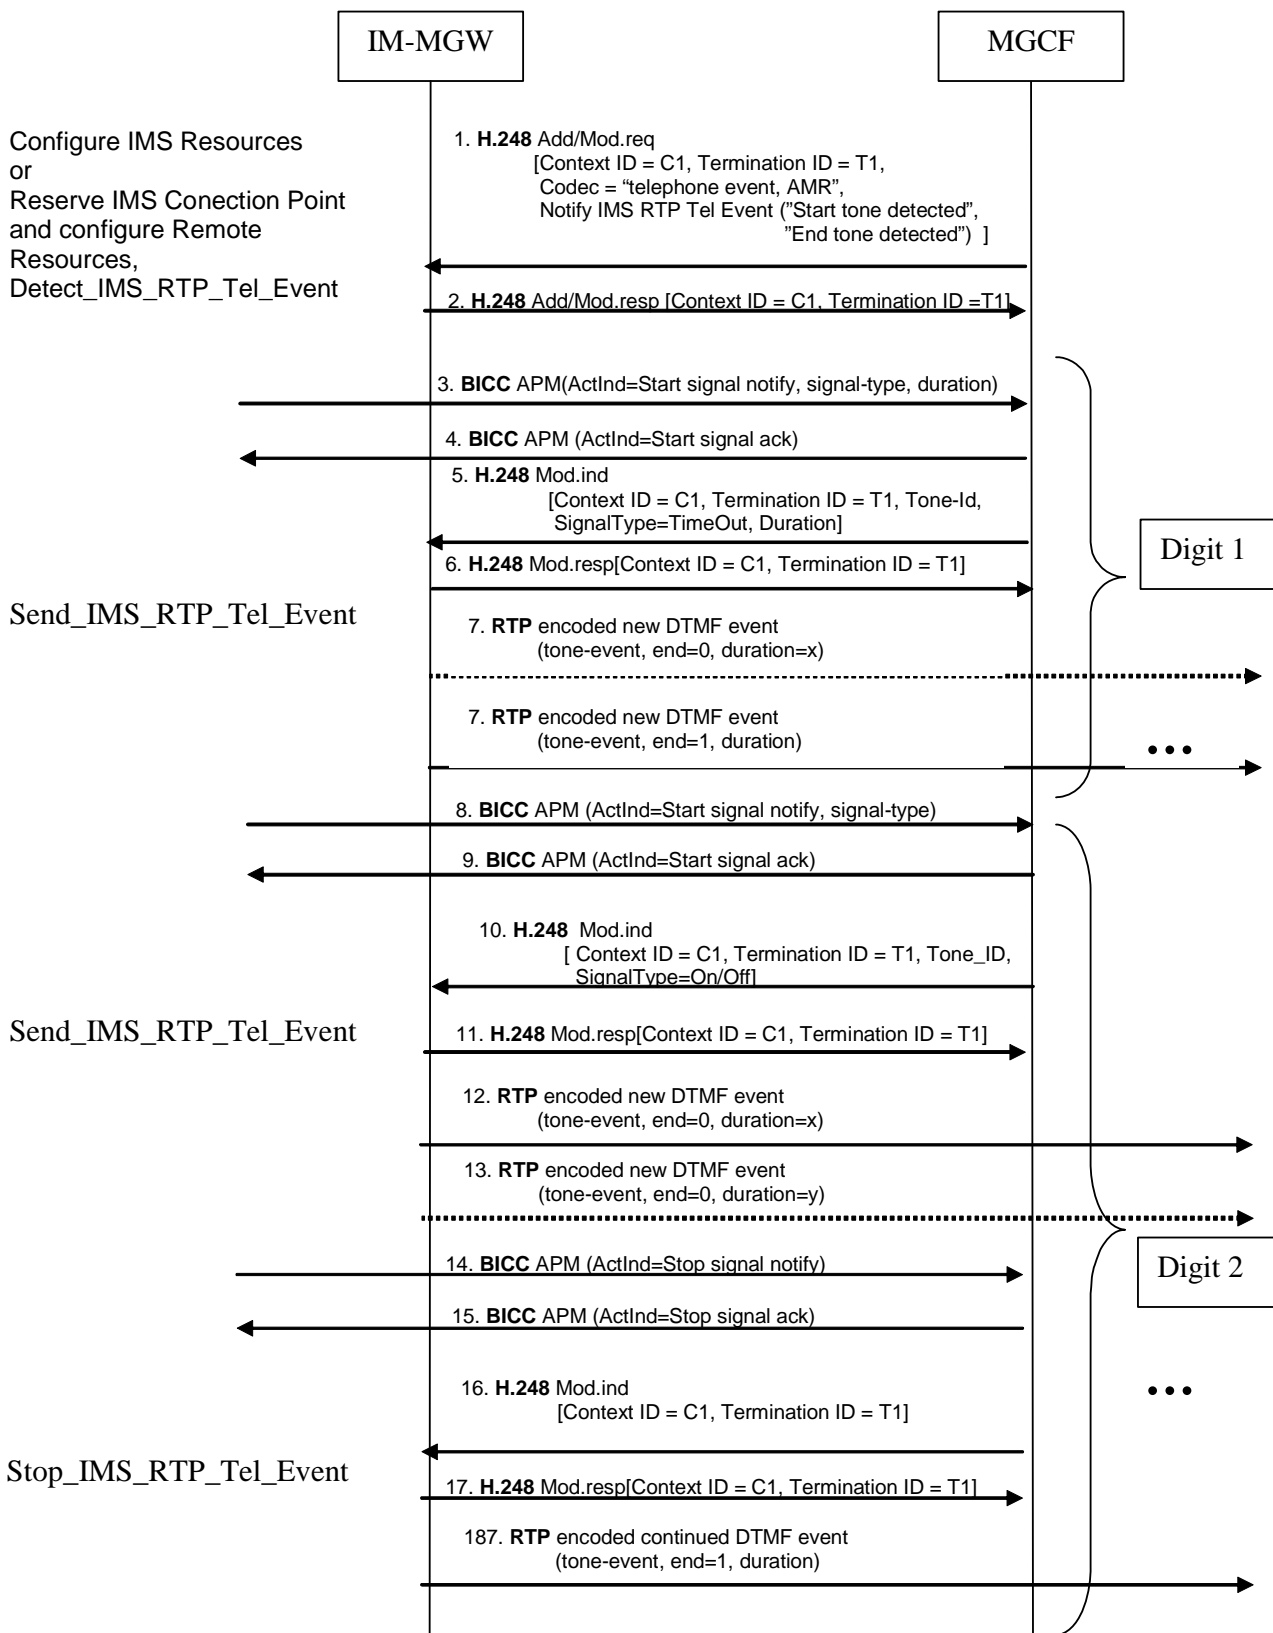 IM-MGW
MGCF
Configure IMS Resources
or
Reserve IMS Conection Point
and configure Remote
Resources,
Detect_IMS_RTP_Tel_Event
1. H.248 Add/Mod.req
[Context ID = C1, Termination ID = T1,
Codec = “telephone event, AMR”,
Notify IMS RTP Tel Event (”Start tone detected”,
”End tone detected”) ]
2. H.248 Add/Mod.resp [Context ID = C1, Termination ID =T1]
3. BICC APM(ActInd=Start signal notify, signal-type, duration)
4. BICC APM (ActInd=Start signal ack)
5. H.248 Mod.ind
[Context ID = C1, Termination ID = T1, Tone-Id,
SignalType=TimeOut, Duration]
Digit 1
6. H.248 Mod.resp[Context ID = C1, Termination ID = T1]
Send_IMS_RTP_Tel_Event
7. RTP encoded new DTMF event
(tone-event, end=0, duration=x)
7. RTP encoded new DTMF event
(tone-event, end=1, duration)
...
8. BICC APM (ActInd=Start signal notify, signal-type)
9. BICC APM (ActInd=Start signal ack)
10. H.248 Mod.ind
[ Context ID = C1, Termination ID = T1, Tone_ID,
SignalType=On/Off]
Send_IMS_RTP_Tel_Event
11. H.248 Mod.resp[Context ID = C1, Termination ID = T1]
12. RTP encoded new DTMF event
(tone-event, end=0, duration=x)
13. RTP encoded new DTMF event
(tone-event, end=0, duration=y)
14. BICC APM (ActInd=Stop signal notify)
Digit 2
15. BICC APM (ActInd=Stop signal ack)
16. H.248 Mod.ind
[Context ID = C1, Termination ID = T1]
...
Stop_IMS_RTP_Tel_Event
17. H.248 Mod.resp[Context ID = C1, Termination ID = T1]
187. RTP encoded continued DTMF event
(tone-event, end=1, duration)